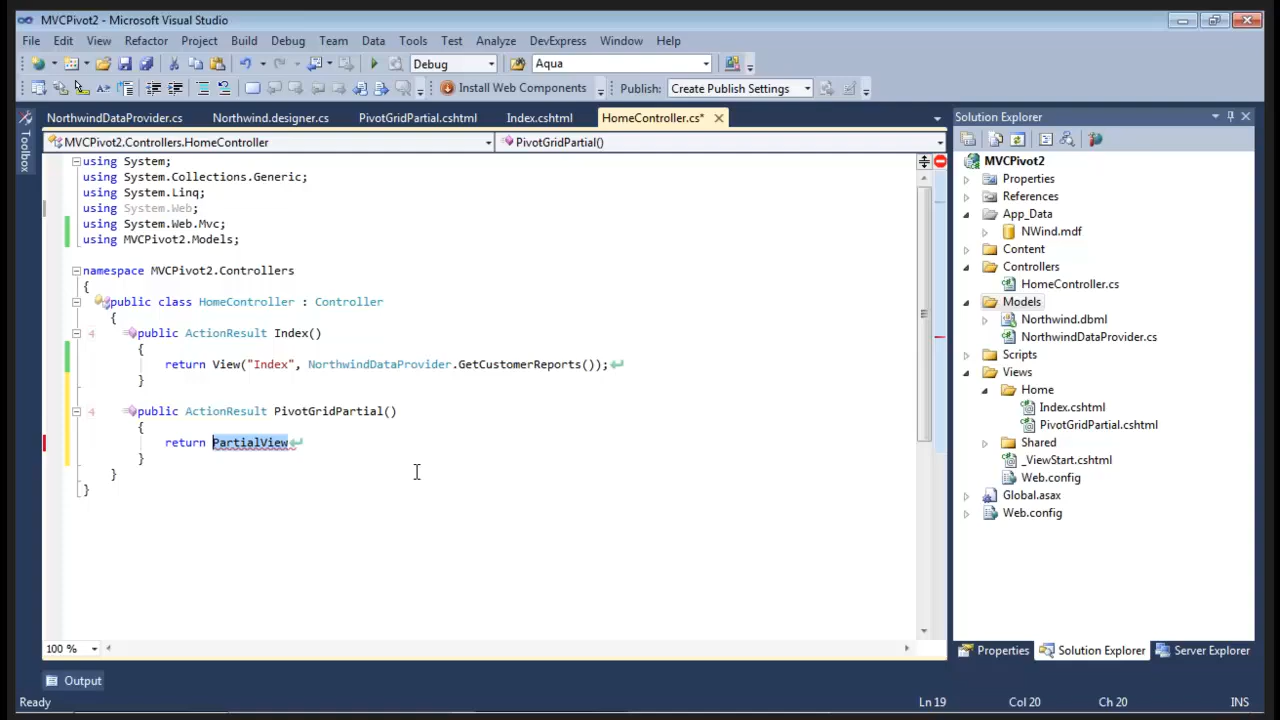 MVCPivot2 - Microsoft Visual Studio
File Edit View Refactor Project Build Debug Team Data Tools Test Analyze DevExpress Window Help
Debug Aqua
Install Web Components Publish: Create Publish Settings
NorthwindDataProvider.cs Northwind.designer.cs PivotGridPartial.cshtml Index.cshtml HomeController.cs*
Toolbox
MVCPivot2.Controllers.HomeController PivotGridPartial()
using System;
using System.Collections.Generic;
using System.Linq;
using System.Web;
using System.Web.Mvc;
using MVCPivot2.Models;
namespace MVCPivot2.Controllers
{
public class HomeController : Controller
{
4 public ActionResult Index()
{
return View("Index", NorthwindDataProvider.GetCustomerReports());
}
4 public ActionResult PivotGridPartial()
{
return PartialView
}
}
}
100 %
Solution Explorer
MVCPivot2
Properties
References
App_Data
NWind.mdf
Content
Controllers
HomeController.cs
Models
Northwind.dbml
NorthwindDataProvider.cs
Scripts
Views
Home
Index.cshtml
PivotGridPartial.cshtml
Shared
_ViewStart.cshtml
Web.config
Global.asax
Web.config
Properties Solution Explorer Server Explorer
Output
Ready Ln 19 Col 20 Ch 20 INS